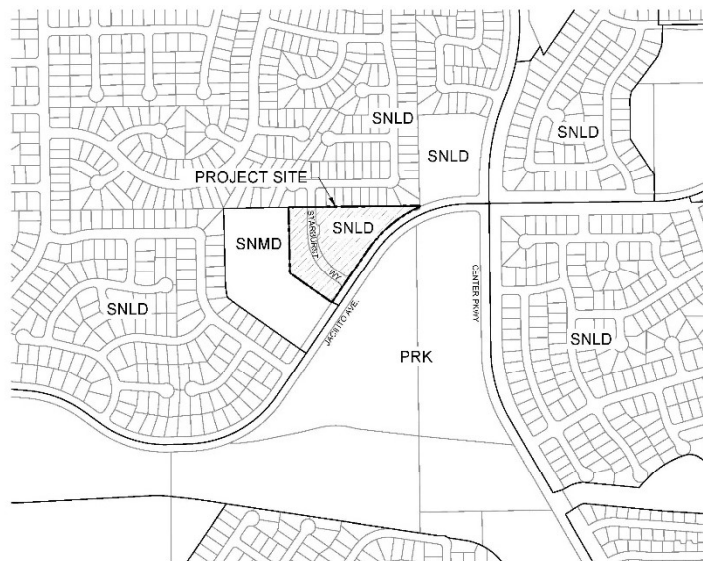 SNLD
SNLD
SNLD
PROJECT SITE
SNMD
STARBURST
WY.
SNLD
SNLD
JACINTO AVE.
CENTER PKWY
PRK
SNLD